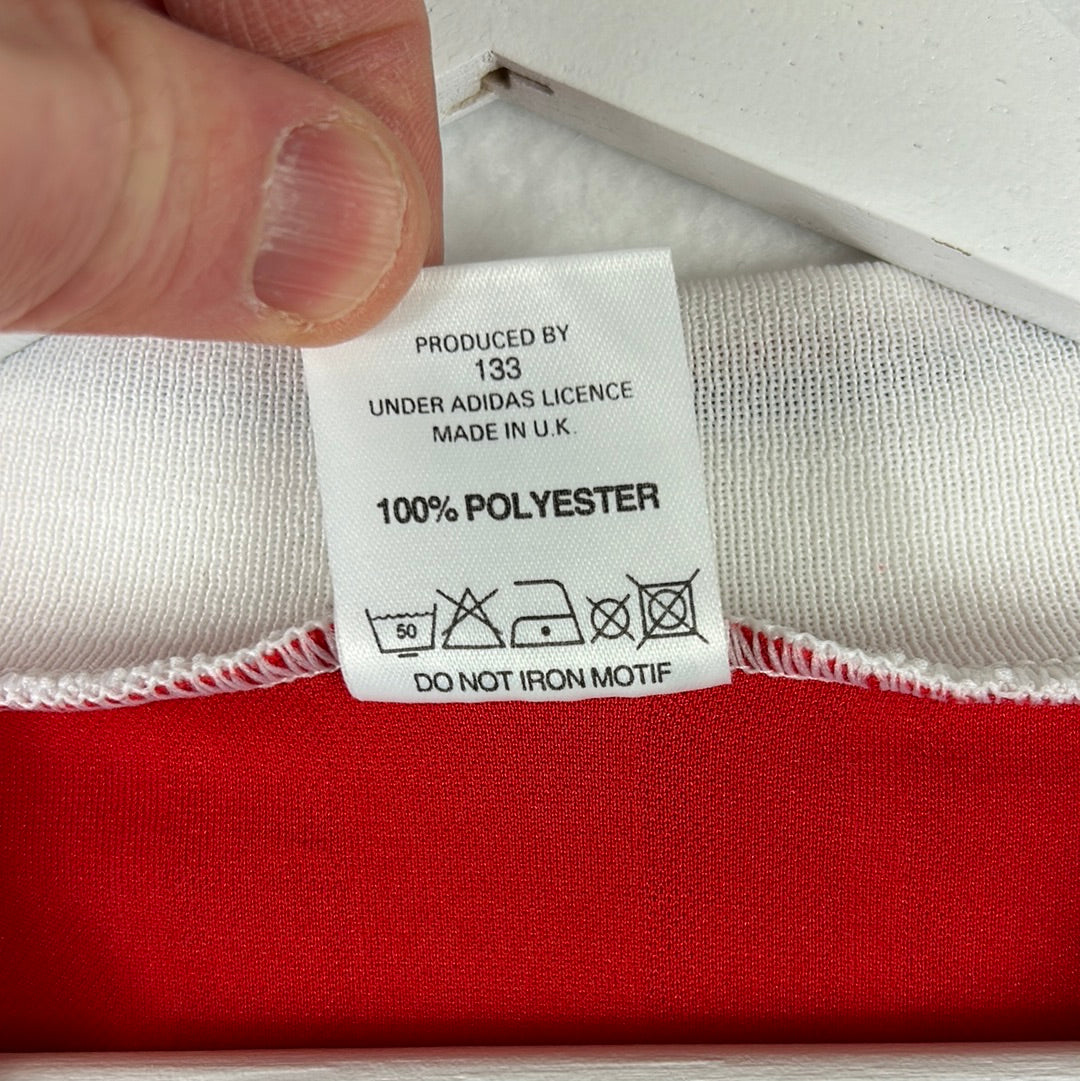 PRODUCED BY
133
UNDER ADIDAS LICENCE
MADE IN U.K.
100% POLYESTER
50
DO NOT IRON MOTIF